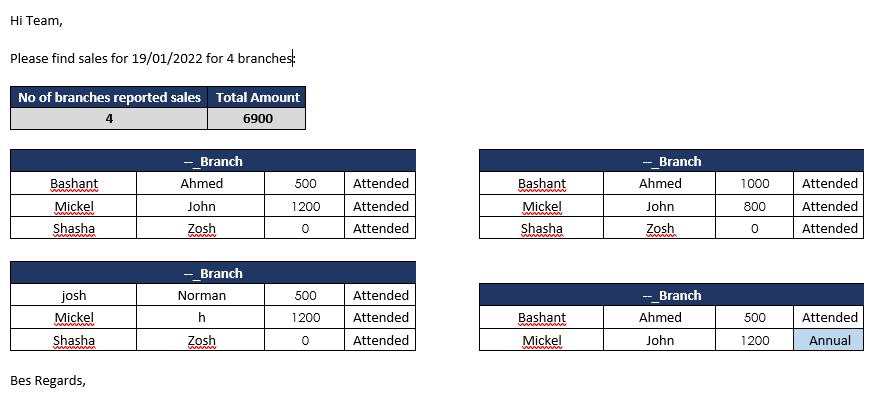 Hi Team,
Please find sales for 19/01/2022 for 4 branches:
No of branches reported sales Total Amount
4 6900
--_Branch
Bashant Ahmed 500 Attended
Mickel John 1200 Attended
Shasha Zosh 0 Attended
--_Branch
Bashant Ahmed 1000 Attended
Mickel John 800 Attended
Shasha Zosh 0 Attended
--_Branch
josh Norman 500 Attended
Mickel h 1200 Attended
Shasha Zosh 0 Attended
--_Branch
Bashant Ahmed 500 Attended
Mickel John 1200 Annual
Bes Regards,